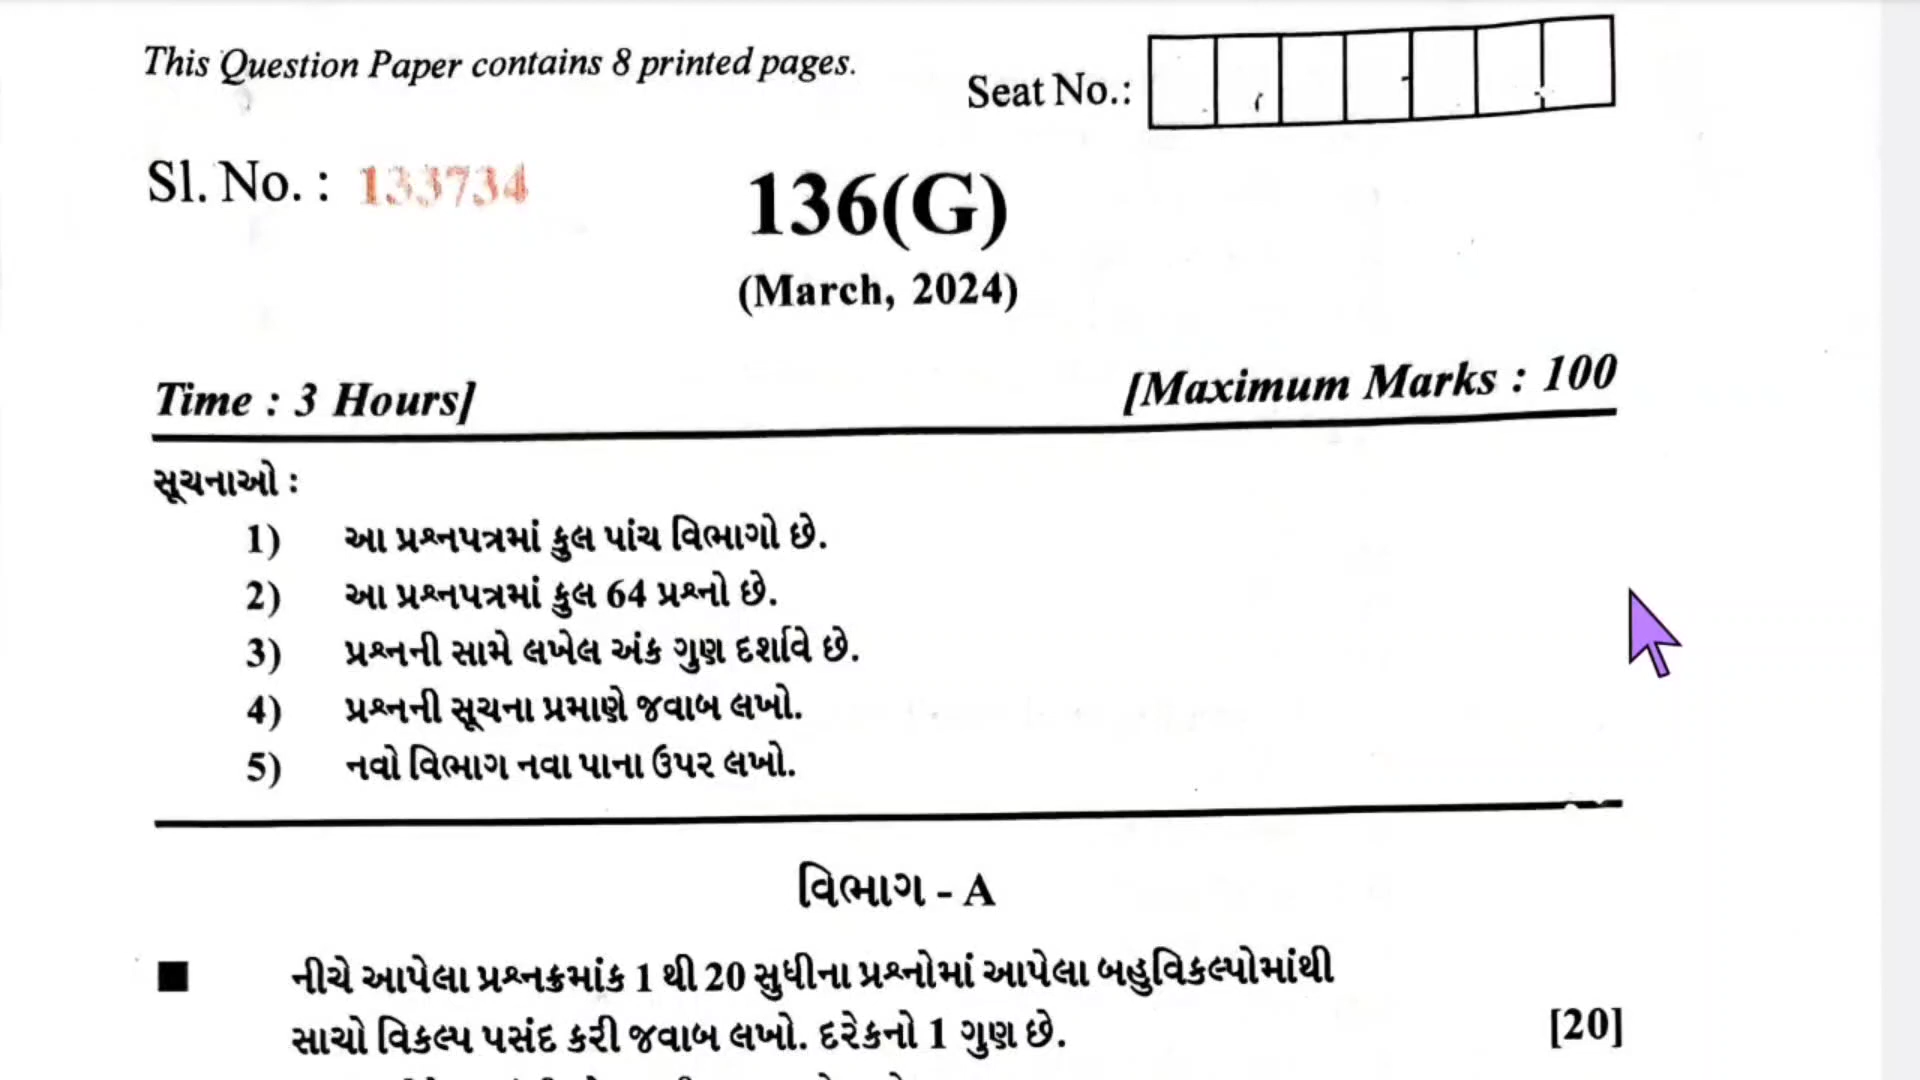 This Question Paper contains 8 printed pages.
Seat No.:
Sl. No. : 133734
136(G)
(March, 2024)
Time : 3 Hours]
[Maximum Marks : 100
સૂચનાઓ :
1) આ પ્રશ્નપત્રમાં કુલ પાંચ વિભાગો છે.
2) આ પ્રશ્નપત્રમાં કુલ 64 પ્રશ્નો છે.
3) પ્રશ્નની સામે લખેલ અંક ગુણ દર્શાવે છે.
4) પ્રશ્નની સૂચના પ્રમાણે જવાબ લખો.
5) નવો વિભાગ નવા પાના ઉપર લખો.
વિભાગ - A
■ નીચે આપેલા પ્રશ્નક્રમાંક 1 થી 20 સુધીના પ્રશ્નોમાં આપેલા બહુવિકલ્પોમાંથી
સાચો વિકલ્પ પસંદ કરી જવાબ લખો. દરેકનો 1 ગુણ છે. [20]